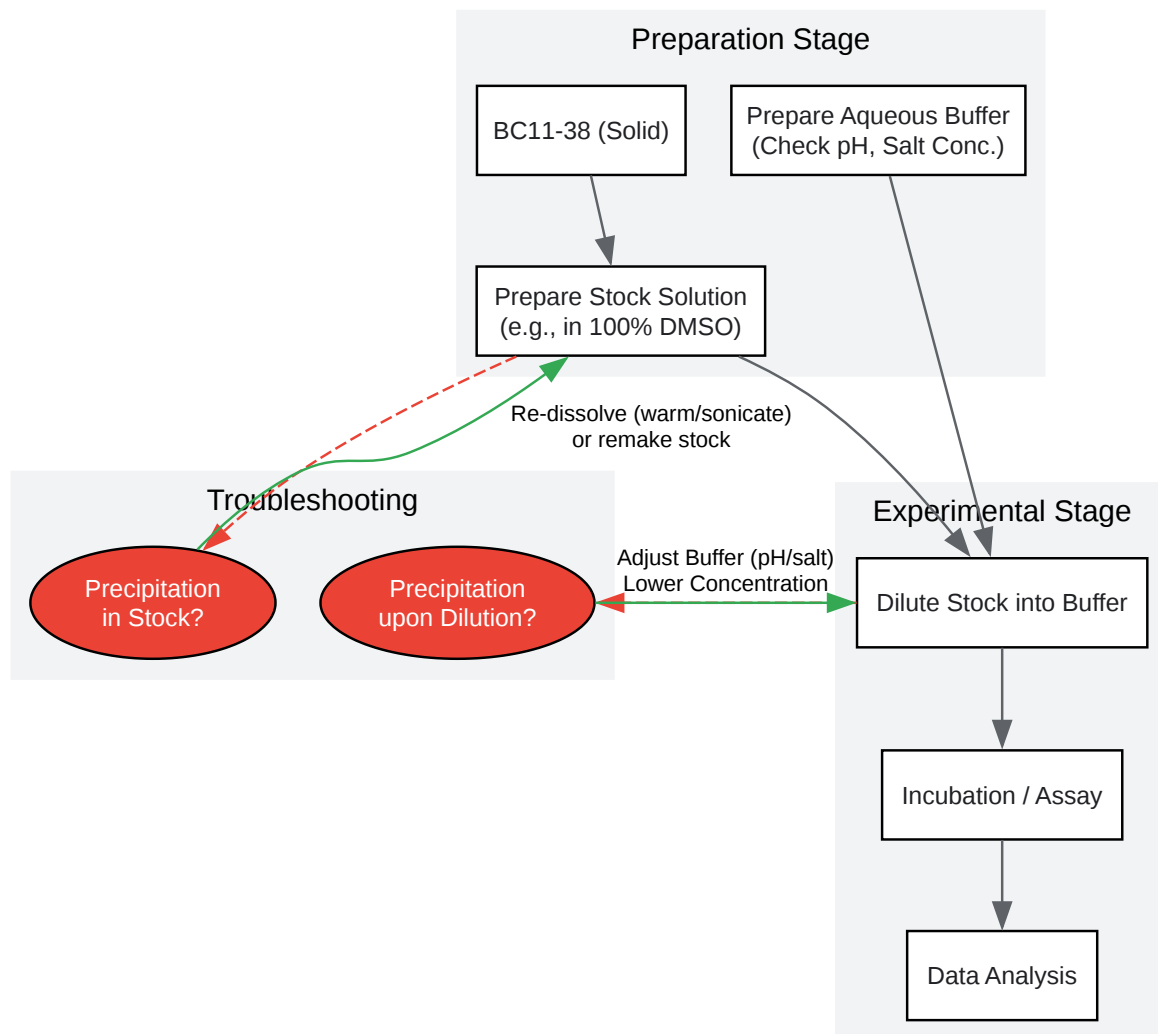 Preparation Stage
BC11-38 (Solid)
Prepare Aqueous Buffer
(Check pH, Salt Conc.)
Prepare Stock Solution
(e.g., in 100% DMSO)
Re-dissolve (warm/sonicate)
or remake stock
Troubleshooting
Precipitation
in Stock?
Precipitation
upon Dilution?
Adjust Buffer (pH/salt)
Lower Concentration
Experimental Stage
Dilute Stock into Buffer
Incubation / Assay
Data Analysis